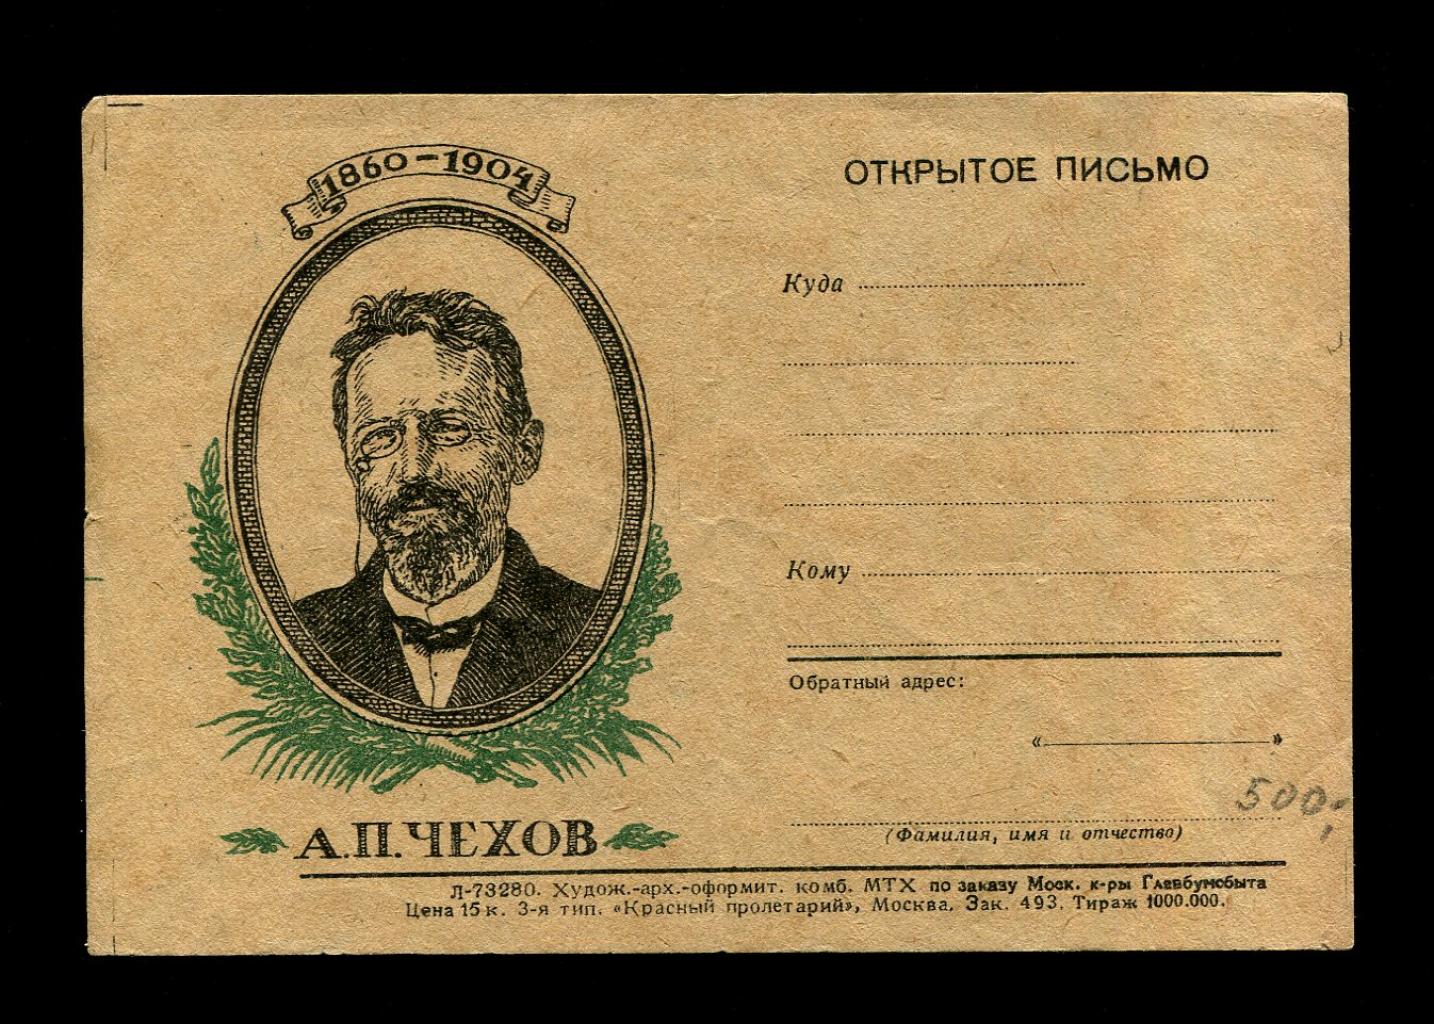 1860-1904
ОТКРЫТОЕ ПИСЬМО
Куда
Кому
Обратный адрес:
« »
(Фамилия, имя и отчество)
500,-
А.П.ЧЕХОВ
Л-73280. Худож.-арх.-оформит. комб. МТХ по заказу Моск. к-ры Главбумсбыта
Цена 15 к. 3-я тип. «Красный пролетарий», Москва. Зак. 493. Тираж 1000.000.